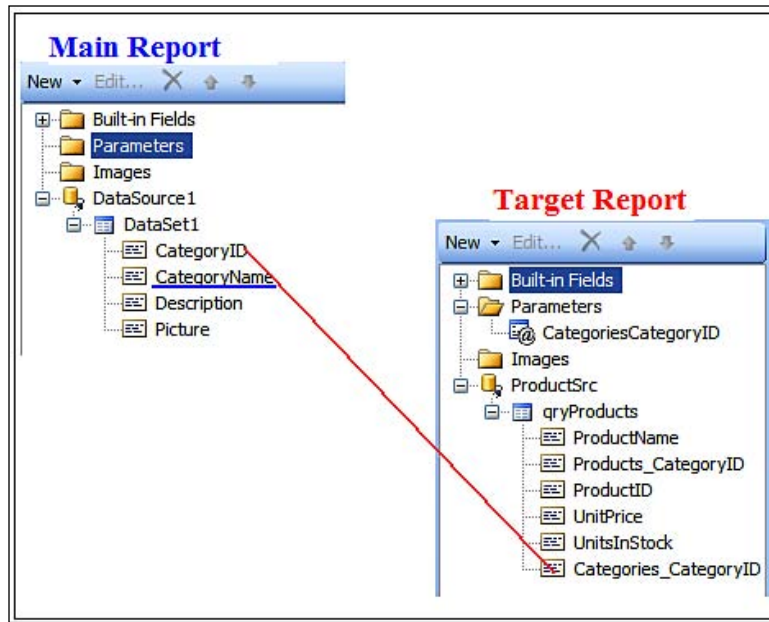 Main Report
New Edit...
Built-in Fields
Parameters
Images
DataSource1
DataSet1
CategoryID
CategoryName
Description
Picture
Target Report
New Edit...
Built-in Fields
Parameters
CategoriesCategoryID
Images
ProductSrc
qryProducts
ProductName
Products_CategoryID
ProductID
UnitPrice
UnitsInStock
Categories_CategoryID